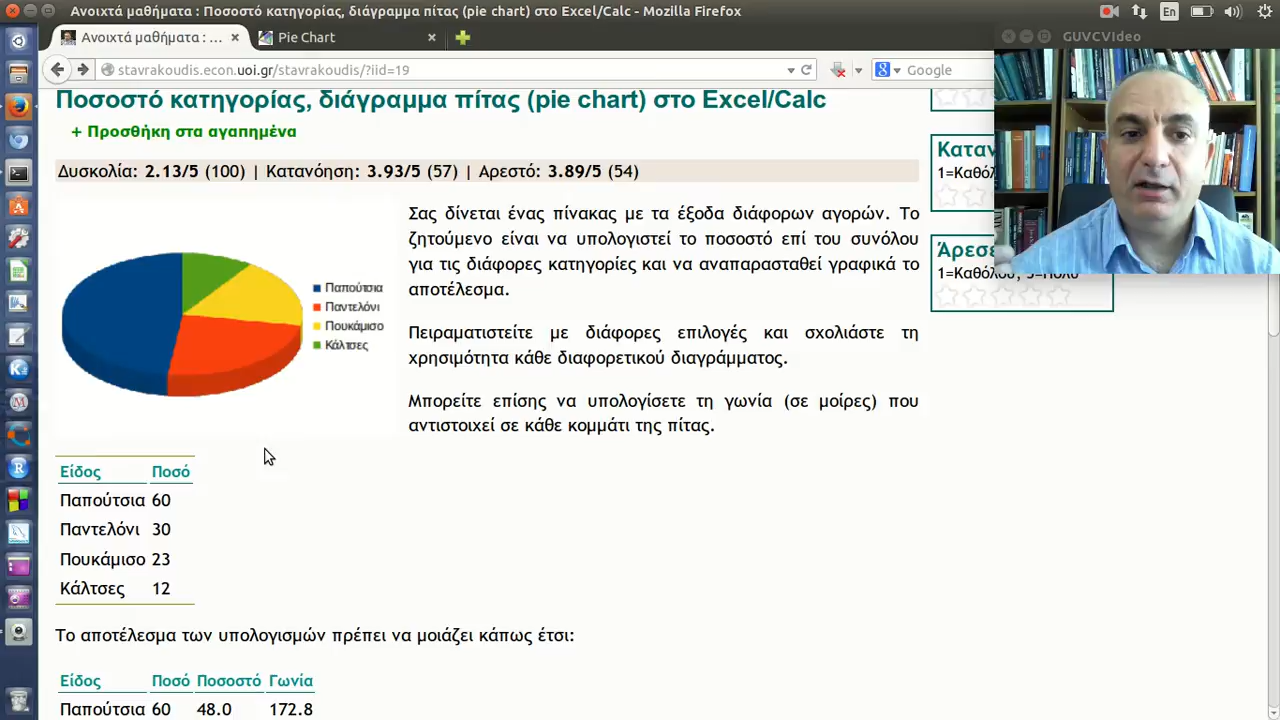 Ανοιχτά μαθήματα : Ποσοστό κατηγορίας, διάγραμμα πίτας (pie chart) στο Excel/Calc - Mozilla Firefox
En
Ανοιχτά μαθήματα : ...
Pie Chart
GUVCVideo
stavrakoudis.econ.uoi.gr/stavrakoudis/?iid=19
Google
Ποσοστό κατηγορίας, διάγραμμα πίτας (pie chart) στο Excel/Calc
+ Προσθήκη στα αγαπημένα
Δυσκολία: 2.13/5 (100) | Κατανόηση: 3.93/5 (57) | Αρεστό: 3.89/5 (54)
Παπούτσια
Παντελόνι
Πουκάμισο
Κάλτσες
Σας δίνεται ένας πίνακας με τα έξοδα διάφορων αγορών. Το
ζητούμενο είναι να υπολογιστεί το ποσοστό επί του συνόλου
για τις διάφορες κατηγορίες και να αναπαρασταθεί γραφικά το
αποτέλεσμα.
Πειραματιστείτε με διάφορες επιλογές και σχολιάστε τη
χρησιμότητα κάθε διαφορετικού διαγράμματος.
Μπορείτε επίσης να υπολογίσετε τη γωνία (σε μοίρες) που
αντιστοιχεί σε κάθε κομμάτι της πίτας.
Είδος Ποσό
Παπούτσια 60
Παντελόνι 30
Πουκάμισο 23
Κάλτσες 12
Το αποτέλεσμα των υπολογισμών πρέπει να μοιάζει κάπως έτσι:
Είδος Ποσό Ποσοστό Γωνία
Παπούτσια 60 48.0 172.8